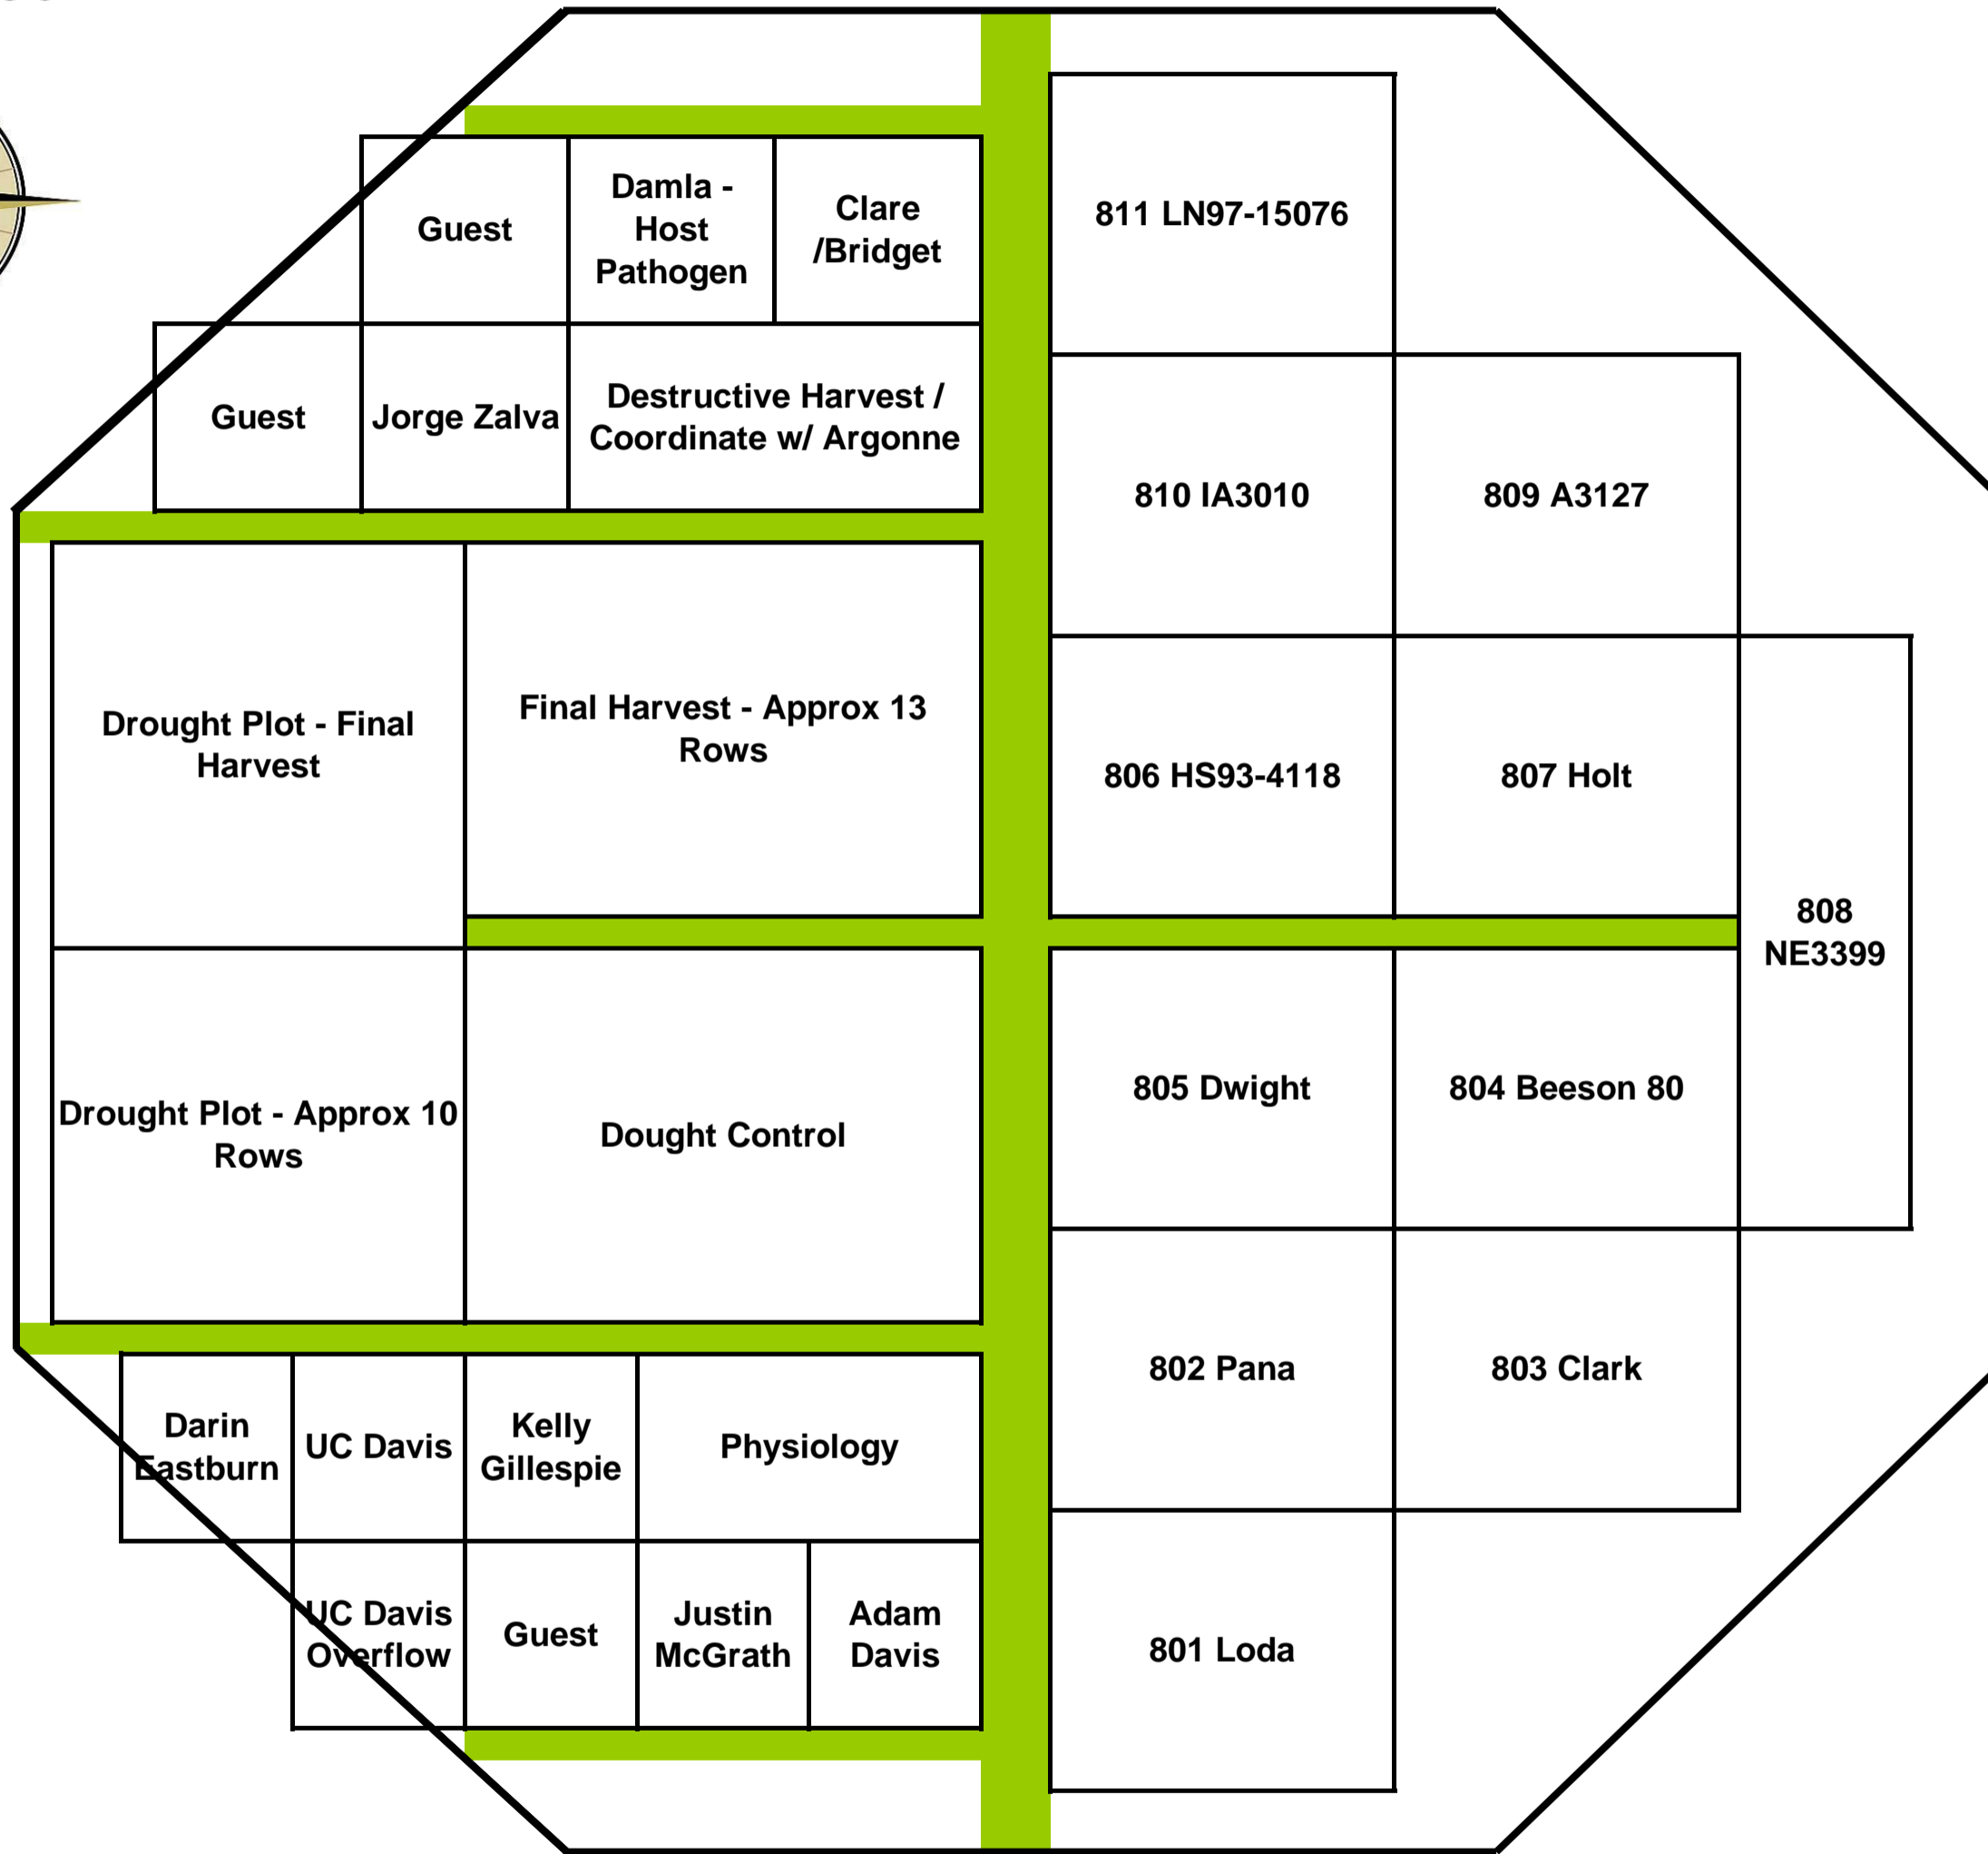 Guest
Damla -
Host
Pathogen
Clare
/Bridget
811 LN97-15076
Guest
Jorge Zalva
Destructive Harvest /
Coordinate w/ Argonne
810 IA3010
809 A3127
Drought Plot - Final
Harvest
Final Harvest - Approx 13
Rows
806 HS93-4118
807 Holt
808
NE3399
Drought Plot - Approx 10
Rows
Dought Control
805 Dwight
804 Beeson 80
Darin
Eastburn
UC Davis
Kelly
Gillespie
Physiology
802 Pana
803 Clark
UC Davis
Overflow
Guest
Justin
McGrath
Adam
Davis
801 Loda